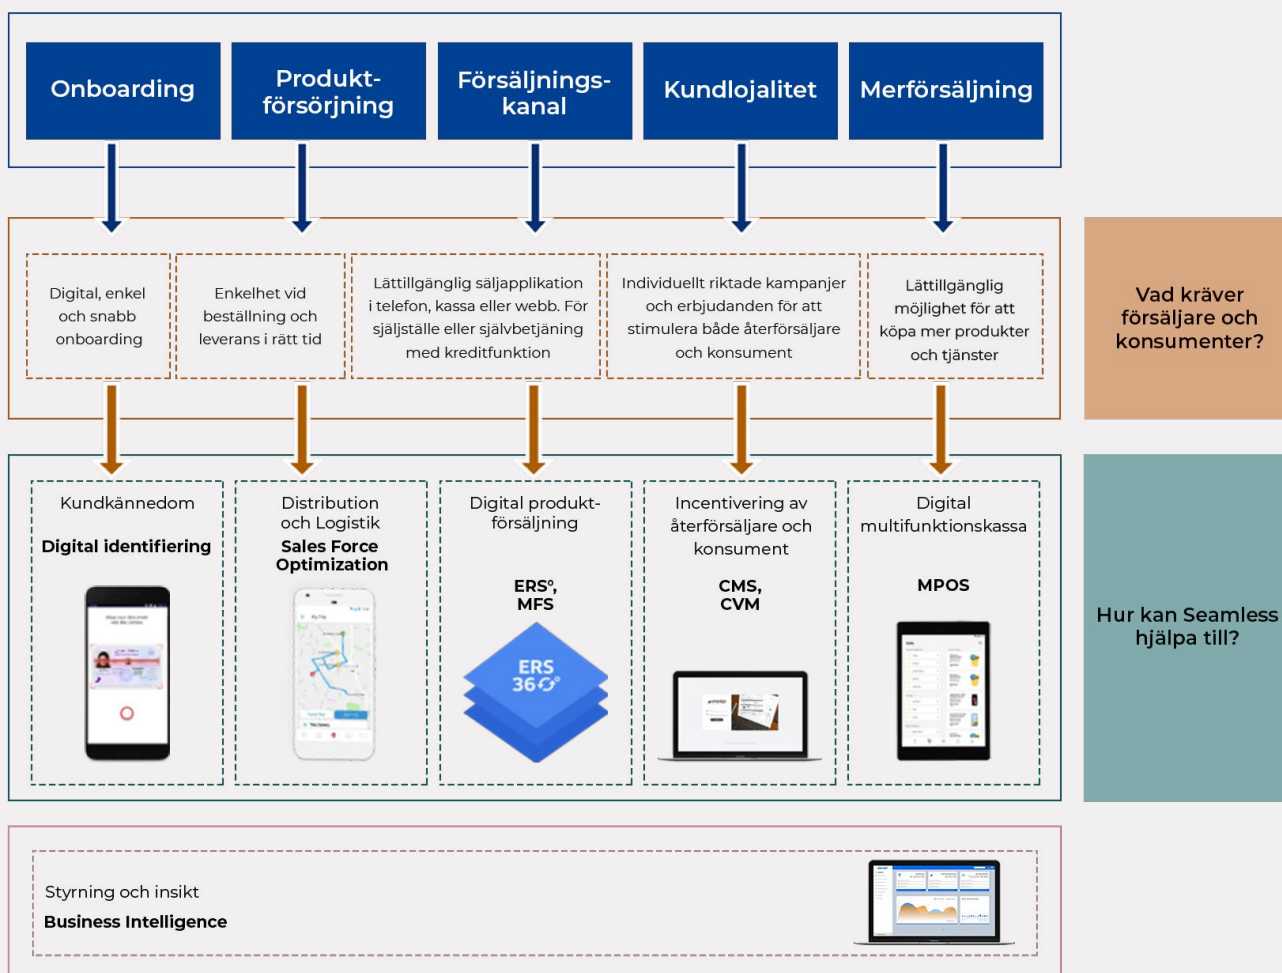 Onboarding
Produkt-
försörjning
Försäljnings-
kanal
Kundlojalitet
Merförsäljning
Digital, enkel
och snabb
onboarding
Enkelhet vid
beställning och
leverans i rätt tid
Lättillgänglig säljapplikation
i telefon, kassa eller webb. För
själjställe eller självbetjäning
med kreditfunktion
Individuellt riktade kampanjer
och erbjudanden för att
stimulera både återförsäljare
och konsument
Lättillgänglig
möjlighet för att
köpa mer produkter
och tjänster
Vad kräver
försäljare och
konsumenter?
Kundkännedom
Digital identifiering
Distribution
och Logistik
Sales Force
Optimization
Digital produkt-
försäljning
ERS°,
MFS
ERS
36°
Incentivering av
återförsäljare och
konsument
CMS,
CVM
Digital
multifunktionskassa
MPOS
Hur kan Seamless
hjälpa till?
Styrning och insikt
Business Intelligence